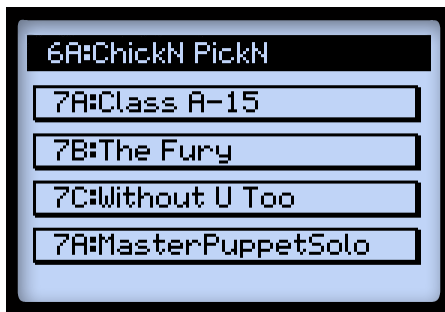 6A:ChickN PickN
7A:Class A-15
7B:The Fury
7C:Without U Too
7A:MasterPuppetSolo